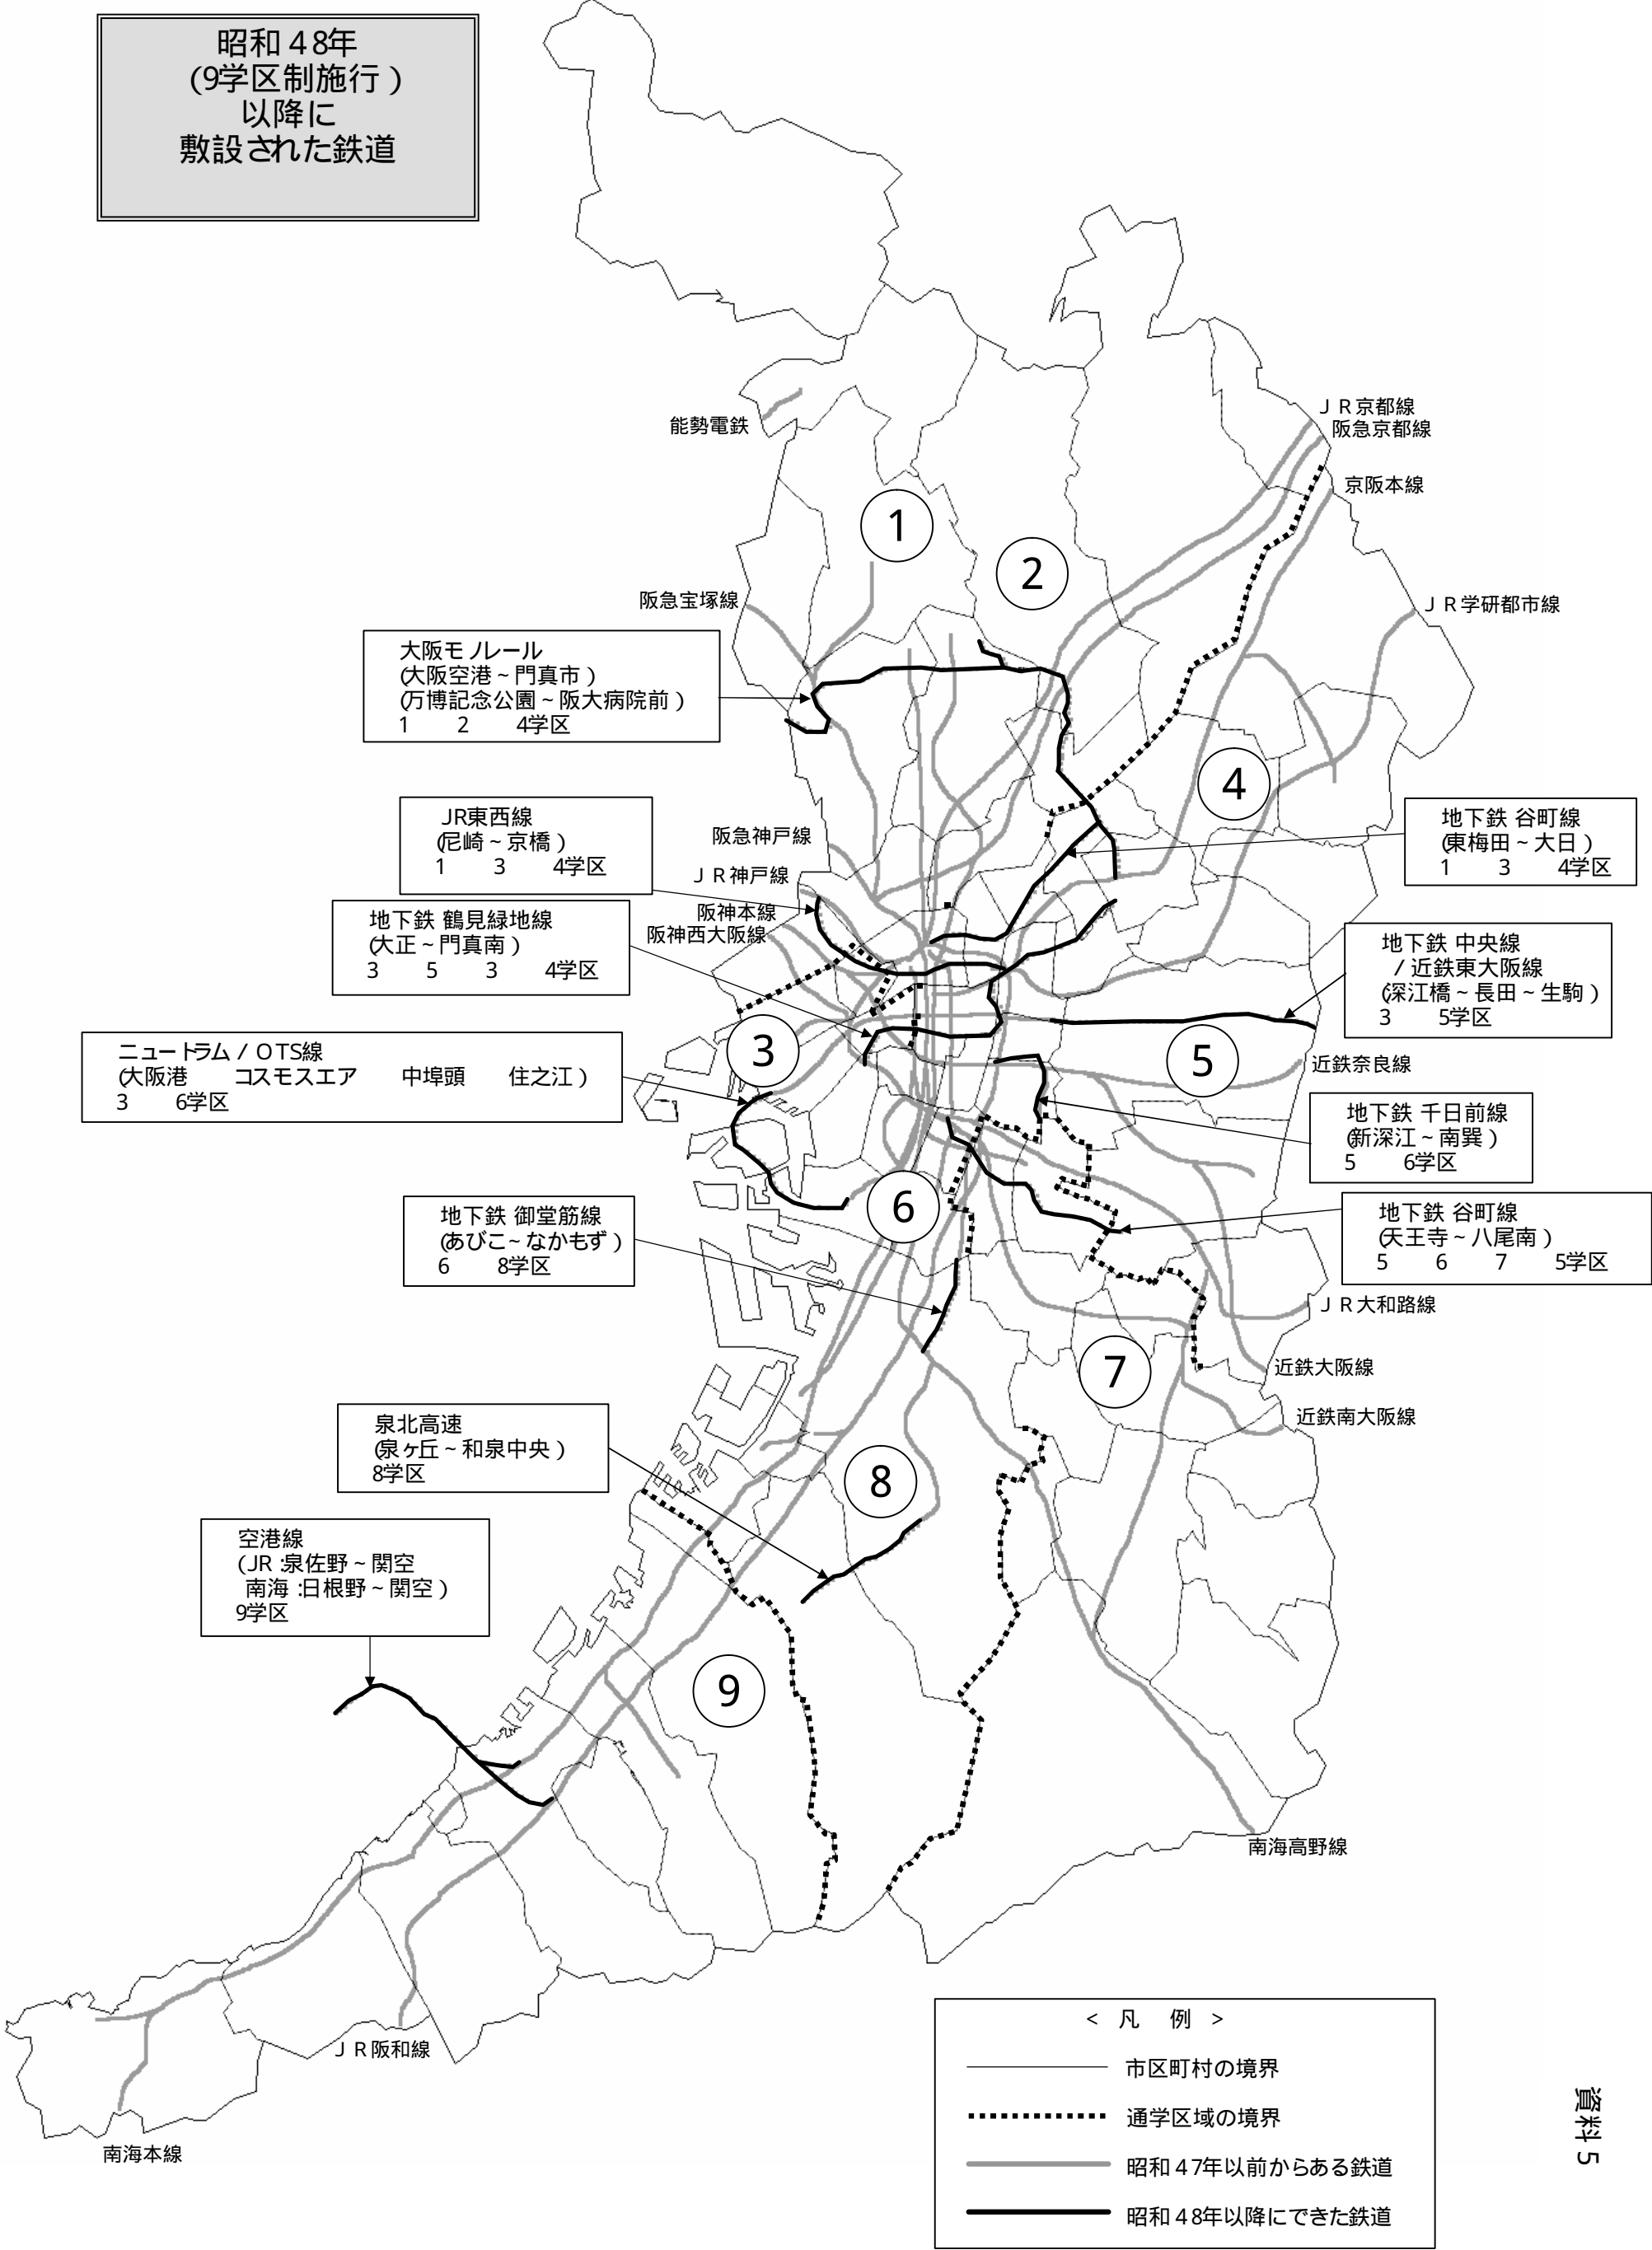 昭和48年
(9学区制施行)
以降に
敷設された鉄道
能勢電鉄
JR京都線
阪急京都線
京阪本線
1
2
阪急宝塚線
JR学研都市線
大阪モノレール
(大阪空港~門真市)
(万博記念公園~阪大病院前)
1 2 4学区
4
JR東西線
(尼崎~京橋)
1 3 4学区
阪急神戸線
JR神戸線
地下鉄 谷町線
(東梅田~大日)
1 3 4学区
地下鉄 鶴見緑地線
(大正~門真南)
3 5 3 4学区
阪神本線
阪神西大阪線
地下鉄 中央線
/近鉄東大阪線
(深江橋~長田~生駒)
3 5学区
ニュートラム/OTS線
(大阪港 コスモスエア 中埠頭 住之江)
3 6学区
3
5
近鉄奈良線
地下鉄 千日前線
(新深江~南巽)
5 6学区
地下鉄 御堂筋線
(あびこ~なかもず)
6 8学区
6
地下鉄 谷町線
(天王寺~八尾南)
5 6 7 5学区
JR大和路線
7
近鉄大阪線
近鉄南大阪線
泉北高速
(泉ヶ丘~和泉中央)
8学区
8
空港線
(JR:泉佐野~関空
南海:日根野~関空)
9学区
9
南海高野線
JR阪和線
南海本線
< 凡 例 >
市区町村の境界
通学区域の境界
昭和47年以前からある鉄道
昭和48年以降にできた鉄道
資料5